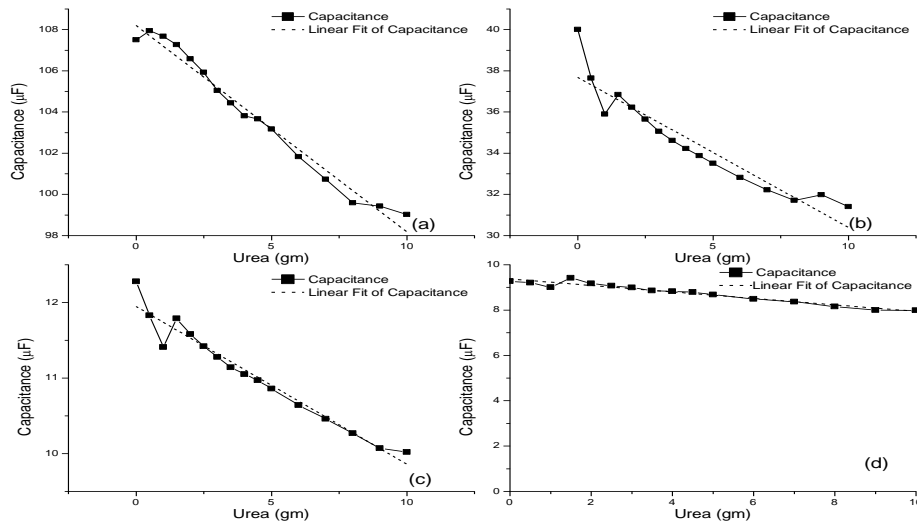 Capacitance
Linear Fit of Capacitance
108
106
104
102
100
98
0
5
10
Capacitance (μF)
Urea (gm)
(a)
Capacitance
Linear Fit of Capacitance
40
38
36
34
32
30
0
5
10
Capacitance (μF)
Urea (gm)
(b)
Capacitance
Linear Fit of Capacitance
12
11
10
0
5
10
Capacitance (μF)
Urea (gm)
(c)
Capacitance
Linear Fit of Capacitance
10
8
6
4
2
0
0
2
4
6
8
10
Capacitance (μF)
Urea (gm)
(d)